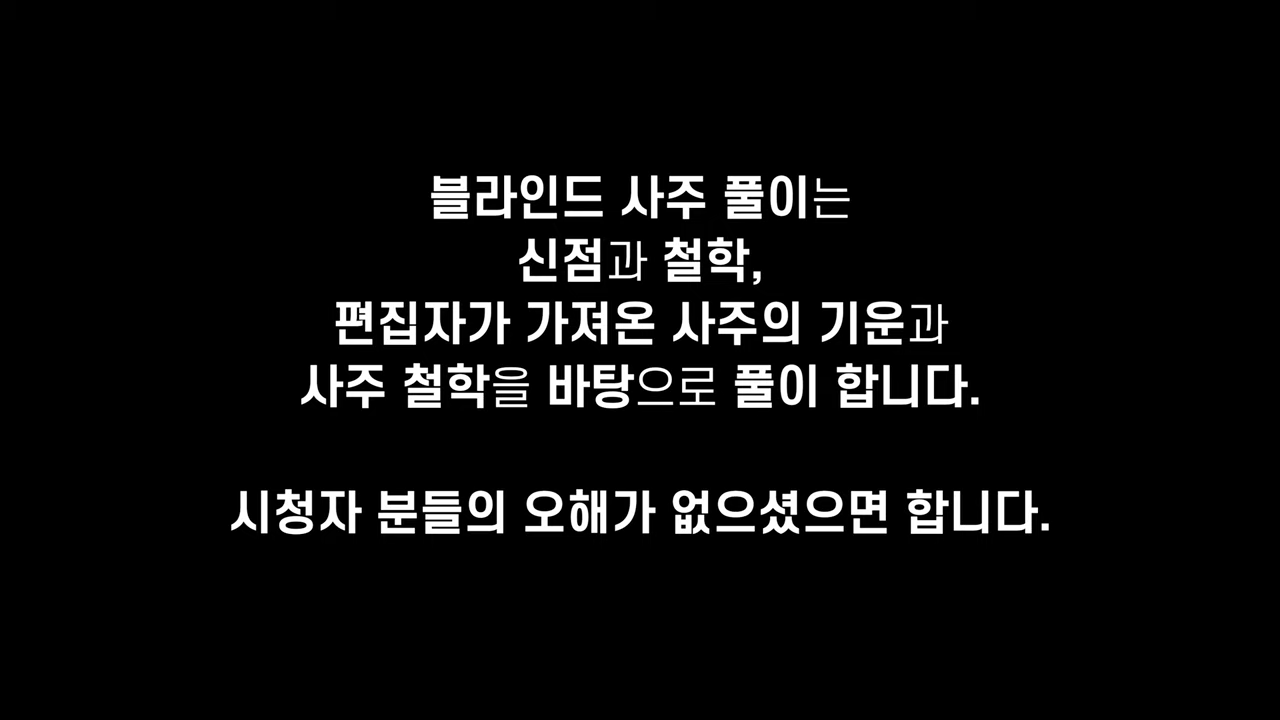 블라인드 사주 풀이는
신점과 철학,
편집자가 가져온 사주의 기운과
사주 철학을 바탕으로 풀이 합니다.
시청자 분들의 오해가 없으셨으면 합니다.